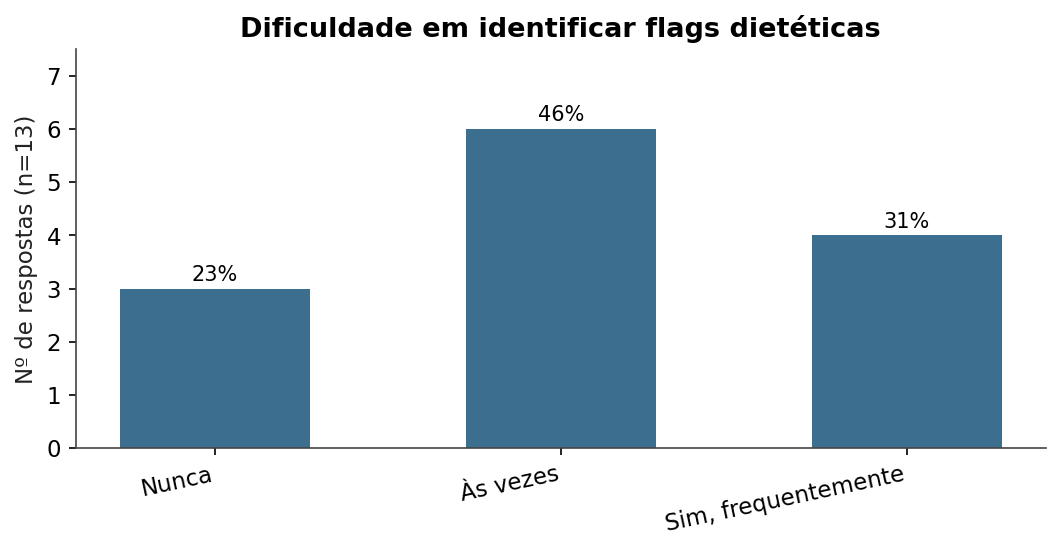 Dificuldade em identificar flags dietéticas
Nº de respostas (n=13)
7
6
5
4
3
2
1
0
23%
46%
31%
Nunca
Às vezes
Sim, frequentemente